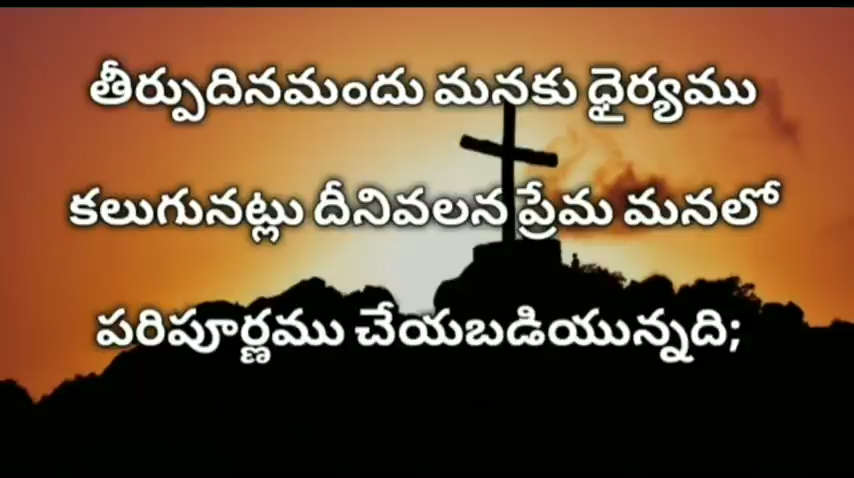 తీర్పుదినమందు మనకు ధైర్యము
కలుగునట్లు దీనివలన ప్రేమ మనలో
పరిపూర్ణము చేయబడియున్నది;